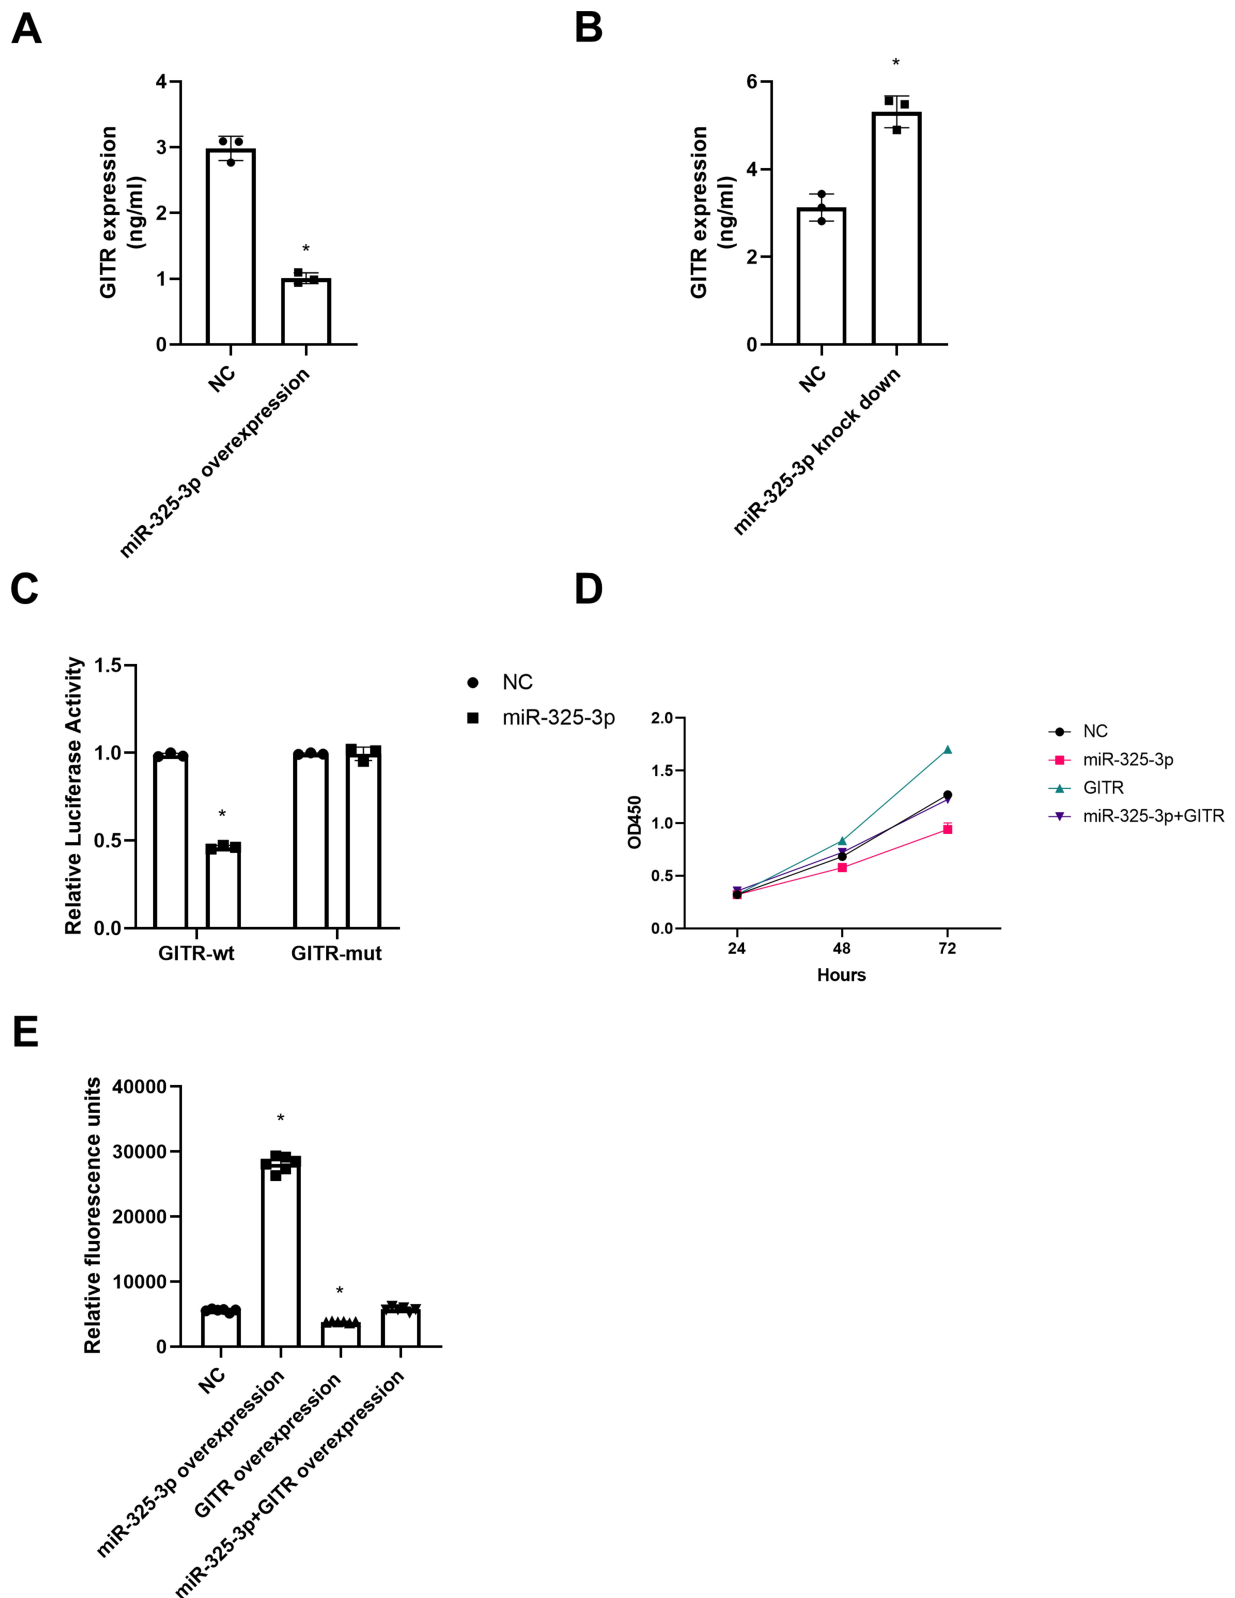 A
GITR expression
(ng/ml)
4
3
2
1
0
*
NC
miR-325-3p overexpression
B
GITR expression
(ng/ml)
6
4
2
0
*
NC
miR-325-3p knock down
C
Relative Luciferase Activity
1.5
1.0
0.5
0.0
*
GITR-wt
GITR-mut
NC
miR-325-3p
D
OD450
2.0
1.5
1.0
0.5
0.0
24
48
72
Hours
NC
miR-325-3p
GITR
miR-325-3p+GITR
E
Relative fluorescence units
40000
30000
20000
10000
0
*
*
NC
miR-325-3p overexpression
GITR overexpression
miR-325-3p+GITR overexpression